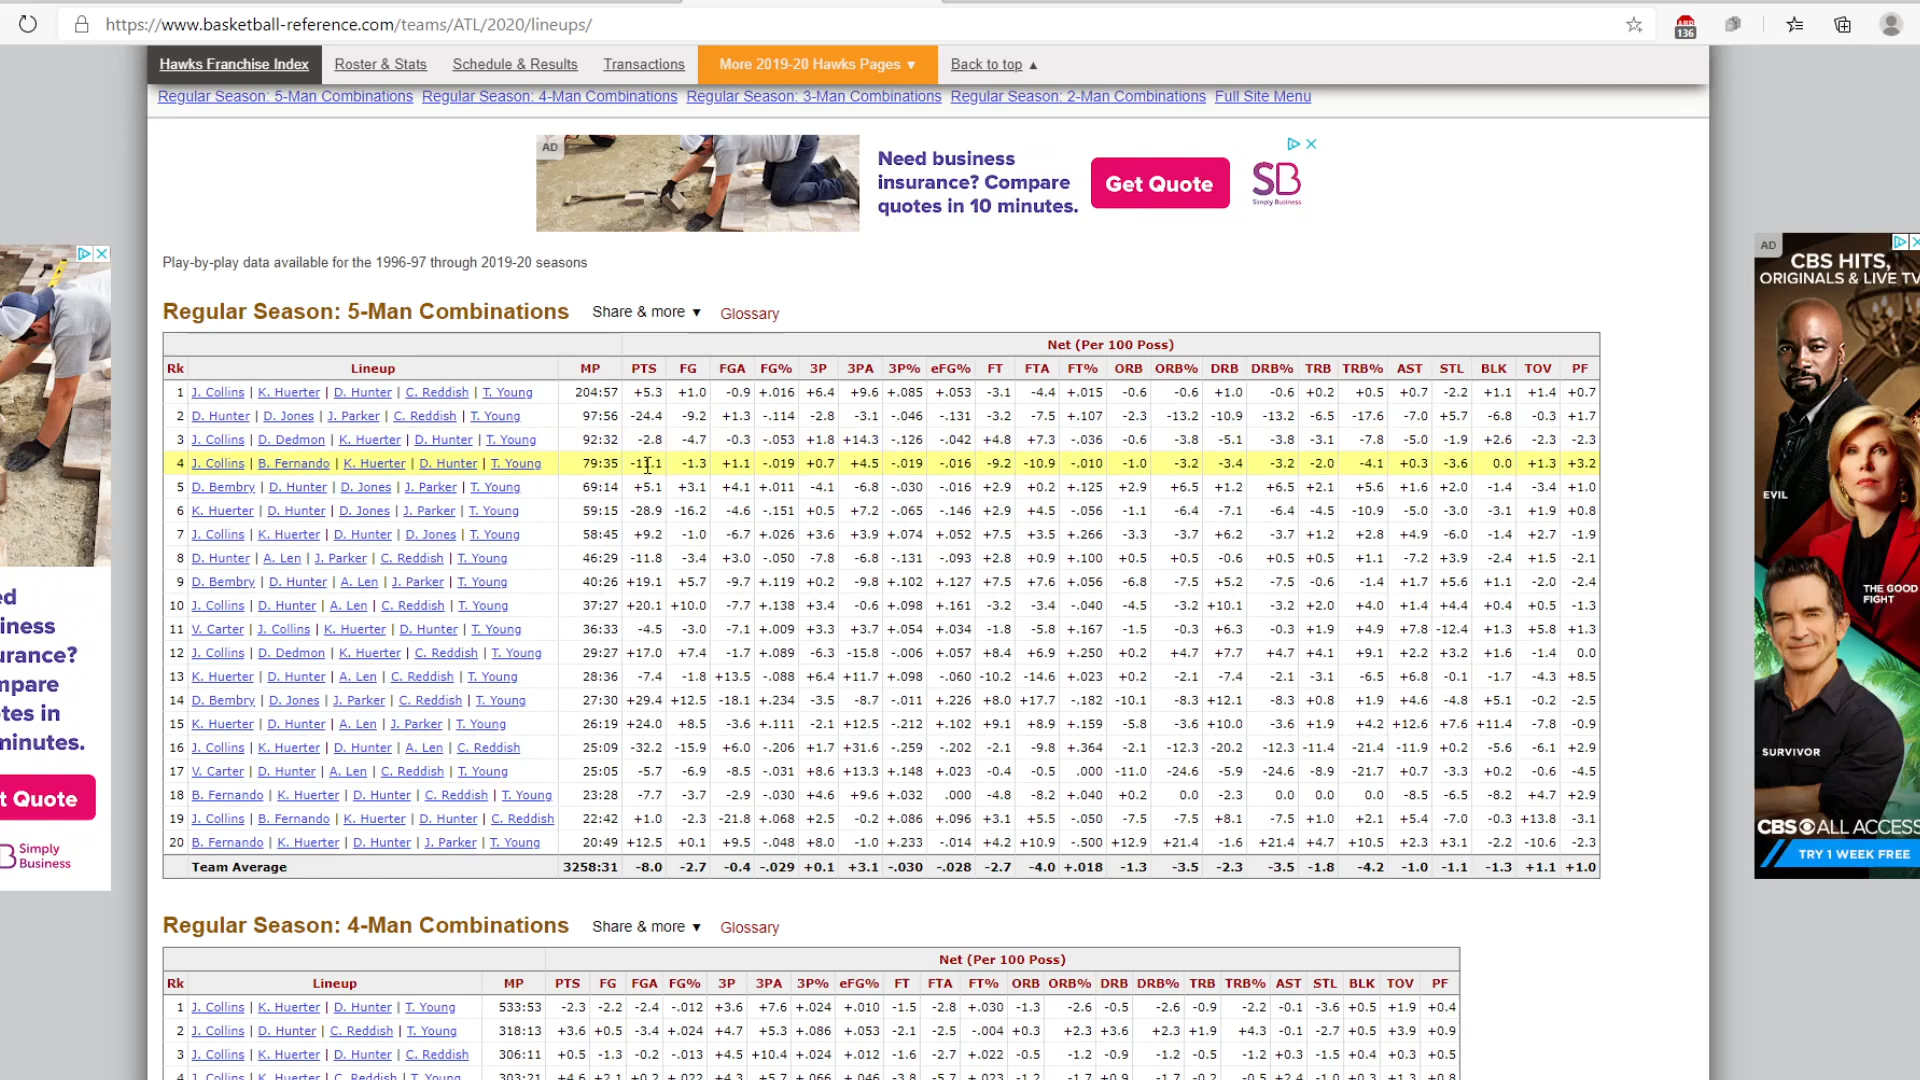 https://www.basketball-reference.com/teams/ATL/2020/lineups/
136
Hawks Franchise Index Roster & Stats Schedule & Results Transactions More 2019-20 Hawks Pages ▼ Back to top ▲
Regular Season: 5-Man Combinations Regular Season: 4-Man Combinations Regular Season: 3-Man Combinations Regular Season: 2-Man Combinations Full Site Menu
AD
Need business
insurance? Compare
quotes in 10 minutes.
Get Quote
SB
Simply Business
Play-by-play data available for the 1996-97 through 2019-20 seasons
Regular Season: 5-Man Combinations Share & more ▼ Glossary
Net (Per 100 Poss)
Rk Lineup MP PTS FG FGA FG% 3P 3PA 3P% eFG% FT FTA FT% ORB ORB% DRB DRB% TRB TRB% AST STL BLK TOV PF
1 J. Collins | K. Huerter | D. Hunter | C. Reddish | T. Young 204:57 +5.3 +1.0 -0.9 +.016 +6.4 +9.6 +.085 +.053 -3.1 -4.4 +.015 -0.6 -0.6 +1.0 -0.6 +0.2 +0.5 +0.7 -2.2 +1.1 +1.4 +0.7
2 D. Hunter | D. Jones | J. Parker | C. Reddish | T. Young 97:56 -24.4 -9.2 +1.3 -.114 -2.8 -3.1 -.046 -.131 -3.2 -7.5 +.107 -2.3 -13.2 -10.9 -13.2 -6.5 -17.6 -7.0 +5.7 -6.8 -0.3 +1.7
3 J. Collins | D. Dedmon | K. Huerter | D. Hunter | T. Young 92:32 -2.8 -4.7 -0.3 -.053 +1.8 +14.3 -.126 -.042 +4.8 +7.3 -.036 -0.6 -3.8 -5.1 -3.8 -3.1 -7.8 -5.0 -1.9 +2.6 -2.3 -2.3
4 J. Collins | B. Fernando | K. Huerter | D. Hunter | T. Young 79:35 -1 .1 -1.3 +1.1 -.019 +0.7 +4.5 -.019 -.016 -9.2 -10.9 -.010 -1.0 -3.2 -3.4 -3.2 -2.0 -4.1 +0.3 -3.6 0.0 +1.3 +3.2
5 D. Bembry | D. Hunter | D. Jones | J. Parker | T. Young 69:14 +5.1 +3.1 +4.1 +.011 -4.1 -6.8 -.030 -.016 +2.9 +0.2 +.125 +2.9 +6.5 +1.2 +6.5 +2.1 +5.6 +1.6 +2.0 -1.4 -3.4 +1.0
6 K. Huerter | D. Hunter | D. Jones | J. Parker | T. Young 59:15 -28.9 -16.2 -4.6 -.151 +0.5 +7.2 -.065 -.146 +2.9 +4.5 -.056 -1.1 -6.4 -7.1 -6.4 -4.5 -10.9 -5.0 -3.0 -3.1 +1.9 +0.8
7 J. Collins | K. Huerter | D. Hunter | D. Jones | T. Young 58:45 +9.2 -1.0 -6.7 +.026 +3.6 +3.9 +.074 +.052 +7.5 +3.5 +.266 -3.3 -3.7 +6.2 -3.7 +1.2 +2.8 +4.9 -6.0 -1.4 +2.7 -1.9
8 D. Hunter | A. Len | J. Parker | C. Reddish | T. Young 46:29 -11.8 -3.4 +3.0 -.050 -7.8 -6.8 -.131 -.093 +2.8 +0.9 +.100 +0.5 +0.5 -0.6 +0.5 +0.5 +1.1 -7.2 +3.9 -2.4 +1.5 -2.1
9 D. Bembry | D. Hunter | A. Len | J. Parker | T. Young 40:26 +19.1 +5.7 -9.7 +.119 +0.2 -9.8 +.102 +.127 +7.5 +7.6 +.056 -6.8 -7.5 +5.2 -7.5 -0.6 -1.4 +1.7 +5.6 +1.1 -2.0 -2.4
10 J. Collins | D. Hunter | A. Len | C. Reddish | T. Young 37:27 +20.1 +10.0 -7.7 +.138 +3.4 -0.6 +.098 +.161 -3.2 -3.4 -.040 -4.5 -3.2 +10.1 -3.2 +2.0 +4.0 +1.4 +4.4 +0.4 +0.5 -1.3
11 V. Carter | J. Collins | K. Huerter | D. Hunter | T. Young 36:33 -4.5 -3.0 -7.1 +.009 +3.3 +3.7 +.054 +.034 -1.8 -5.8 +.167 -1.5 -0.3 +6.3 -0.3 +1.9 +4.9 +7.8 -12.4 +1.3 +5.8 +1.3
12 J. Collins | D. Dedmon | K. Huerter | C. Reddish | T. Young 29:27 +17.0 +7.4 -1.7 +.089 -6.3 -15.8 -.006 +.057 +8.4 +6.9 +.250 +0.2 +4.7 +7.7 +4.7 +4.1 +9.1 +2.2 +3.2 +1.6 -1.4 0.0
13 K. Huerter | D. Hunter | A. Len | C. Reddish | T. Young 28:36 -7.4 -1.8 +13.5 -.088 +6.4 +11.7 +.098 -.060 -10.2 -14.6 +.023 +0.2 -2.1 -7.4 -2.1 -3.1 -6.5 +6.8 -0.1 -1.7 -4.3 +8.5
14 D. Bembry | D. Jones | J. Parker | C. Reddish | T. Young 27:30 +29.4 +12.5 -18.1 +.234 -3.5 -8.7 -.011 +.226 +8.0 +17.7 -.182 -10.1 -8.3 +12.1 -8.3 +0.8 +1.9 +4.6 -4.8 +5.1 -0.2 -2.5
15 K. Huerter | D. Hunter | A. Len | J. Parker | T. Young 26:19 +24.0 +8.5 -3.6 +.111 -2.1 +12.5 -.212 +.102 +9.1 +8.9 +.159 -5.8 -3.6 +10.0 -3.6 +1.9 +4.2 +12.6 +7.6 +11.4 -7.8 -0.9
16 J. Collins | K. Huerter | D. Hunter | A. Len | C. Reddish 25:09 -32.2 -15.9 +6.0 -.206 +1.7 +31.6 -.259 -.202 -2.1 -9.8 +.364 -2.1 -12.3 -20.2 -12.3 -11.4 -21.4 -11.9 +0.2 -5.6 -6.1 +2.9
17 V. Carter | D. Hunter | A. Len | C. Reddish | T. Young 25:05 -5.7 -6.9 -8.5 -.031 +8.6 +13.3 +.148 +.023 -0.4 -0.5 .000 -11.0 -24.6 -5.9 -24.6 -8.9 -21.7 +0.7 -3.3 +0.2 -0.6 -4.5
18 B. Fernando | K. Huerter | D. Hunter | C. Reddish | T. Young 23:28 -7.7 -3.7 -2.9 -.030 +4.6 +9.6 +.032 .000 -4.8 -8.2 +.040 +0.2 0.0 -2.3 0.0 0.0 0.0 -8.5 -6.5 -8.2 +4.7 +2.9
19 J. Collins | B. Fernando | K. Huerter | D. Hunter | C. Reddish 22:42 +1.0 -2.3 -21.8 +.068 +2.5 -0.2 +.086 +.096 +3.1 +5.5 -.050 -7.5 -7.5 +8.1 -7.5 +1.0 +2.1 +5.4 -7.0 -0.3 +13.8 -3.1
20 B. Fernando | K. Huerter | D. Hunter | J. Parker | T. Young 20:49 +12.5 +0.1 +9.5 -.048 +8.0 -1.0 +.233 -.014 +4.2 +10.9 -.500 +12.9 +21.4 -1.6 +21.4 +4.7 +10.5 +2.3 +3.1 -2.2 -10.6 -2.3
Team Average 3258:31 -8.0 -2.7 -0.4 -.029 +0.1 +3.1 -.030 -.028 -2.7 -4.0 +.018 -1.3 -3.5 -2.3 -3.5 -1.8 -4.2 -1.0 -1.1 -1.3 +1.1 +1.0
Regular Season: 4-Man Combinations Share & more ▼ Glossary
Net (Per 100 Poss)
Rk Lineup MP PTS FG FGA FG% 3P 3PA 3P% eFG% FT FTA FT% ORB ORB% DRB DRB% TRB TRB% AST STL BLK TOV PF
1 J. Collins | K. Huerter | D. Hunter | T. Young 533:53 -2.3 -2.2 -2.4 -.012 +3.6 +7.6 +.024 +.010 -1.5 -2.8 +.030 -1.3 -2.6 -0.5 -2.6 -0.9 -2.2 -0.1 -3.6 +0.5 +1.9 +0.4
2 J. Collins | D. Hunter | C. Reddish | T. Young 318:13 +3.6 +0.5 -3.4 +.024 +4.7 +5.3 +.086 +.053 -2.1 -2.5 -.004 +0.3 +2.3 +3.6 +2.3 +1.9 +4.3 -0.1 -2.7 +0.5 +3.9 +0.9
3 J. Collins | K. Huerter | D. Hunter | C. Reddish 306:11 +0.5 -1.3 -0.2 -.013 +4.5 +10.4 +.024 +.012 -1.6 -2.7 +.022 -0.5 -1.2 -0.9 -1.2 -0.5 -1.2 +0.3 -1.5 +0.4 +0.3 +0.5
4 J. Collins | K. Huerter | C. Reddish | T. Young 303:21 +4.6 +2.1 +0.2 +.022 +4.3 +5.7 +.066 +.046 -3.8 -5.7 +.023 -1.2 -1.7 +0.9 -1.7 -0.2 -0.5 +2.4 -1.0 +0.3 +1.3 +0.8
ed
iness
urance?
mpare
tes in
minutes.
t Quote
Simply
Business
AD
CBS HITS,
ORIGINALS & LIVE TV
EVIL
THE GOOD
FIGHT
SURVIVOR
CBS ALL ACCESS
TRY 1 WEEK FREE